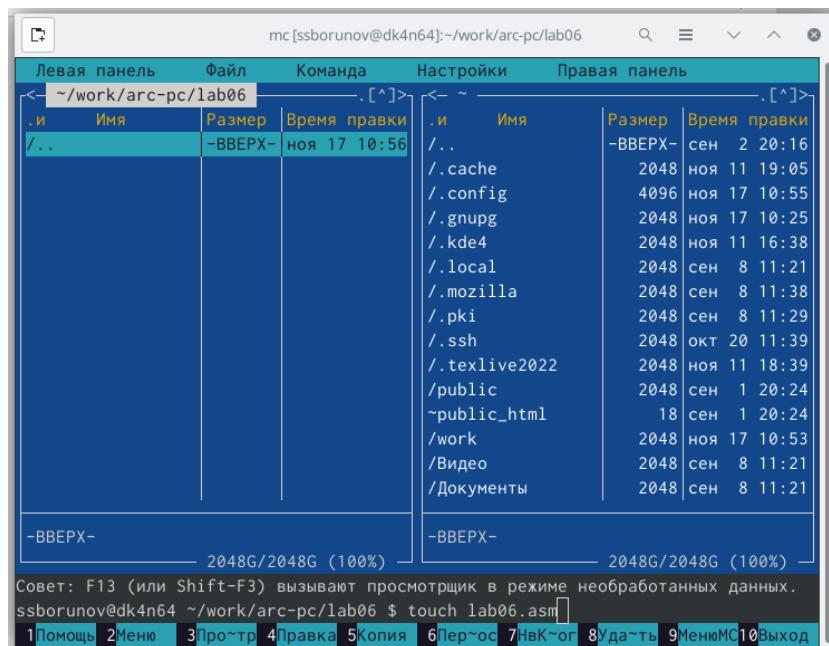 mc [ssborunov@dk4n64]:~/work/arc-pc/lab06
Левая панель Файл Команда Настройки Правая панель
<— ~/work/arc-pc/lab06 .[^]> <— ~ .[^]>
.и Имя Размер Время правки .и Имя Размер Время правки
/.. -ВВЕРХ- ноя 17 10:56 /.. -ВВЕРХ- сен 2 20:16
/.cache 2048 ноя 11 19:05
/.config 4096 ноя 17 10:55
/.gnupg 2048 ноя 17 10:25
/.kde4 2048 ноя 11 16:38
/.local 2048 сен 8 11:21
/.mozilla 2048 сен 8 11:38
/.pki 2048 сен 8 11:29
/.ssh 2048 окт 20 11:39
/.texlive2022 2048 ноя 11 18:39
/public 2048 сен 1 20:24
~public_html 18 сен 1 20:24
/work 2048 ноя 17 10:53
/Видео 2048 сен 8 11:21
/Документы 2048 сен 8 11:21
-ВВЕРХ- -ВВЕРХ-
2048G/2048G (100%) 2048G/2048G (100%)
Совет: F13 (или Shift-F3) вызывают просмотрщик в режиме необработанных данных.
ssborunov@dk4n64 ~/work/arc-pc/lab06 $ touch lab06.asm
1Помощь 2Меню 3Про~тр 4Правка 5Копия 6Пер~ос 7НвК~ог 8Уда~ть 9МенюMC 10Выход